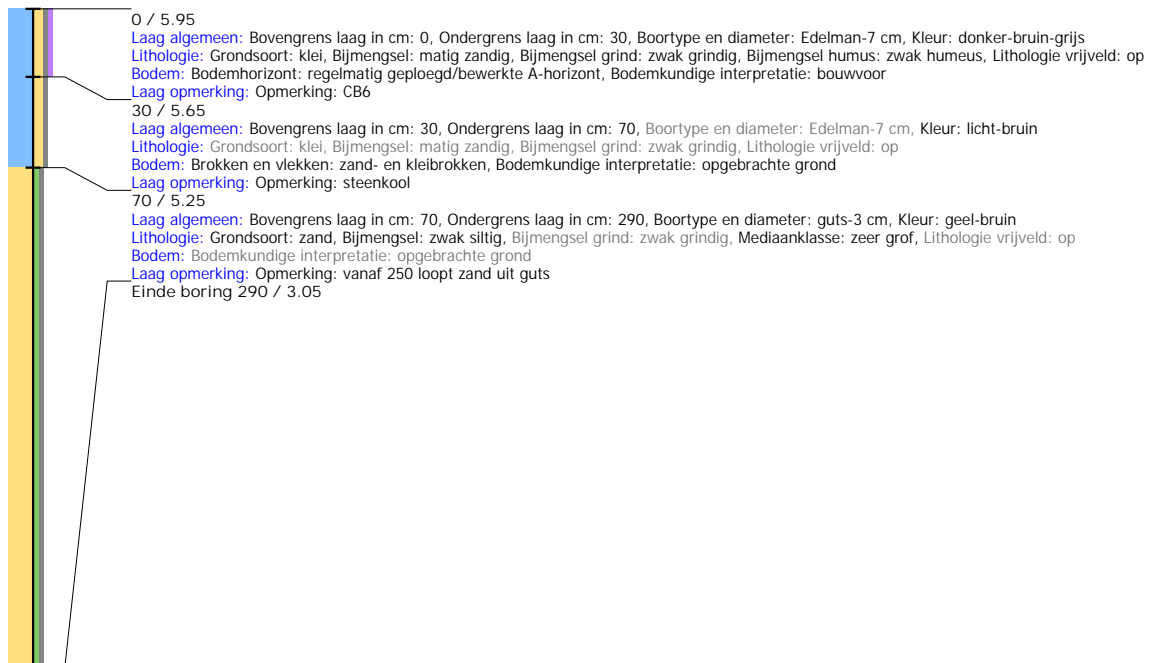 0 / 5.95
Laag algemeen: Bovengrens laag in cm: 0, Ondergrens laag in cm: 30, Boortype en diameter: Edelman-7 cm, Kleur: donker-bruin-grijs
Lithologie: Grondsoort: klei, Bijmengsel: matig zandig, Bijmengsel grind: zwak grindig, Bijmengsel humus: zwak humeus, Lithologie vrijveld: op
Bodem: Bodemhorizont: regelmatig geploegd/bewerkte A-horizont, Bodemkundige interpretatie: bouwvoor
Laag opmerking: Opmerking: CB6
30 / 5.65
Laag algemeen: Bovengrens laag in cm: 30, Ondergrens laag in cm: 70, Boortype en diameter: Edelman-7 cm, Kleur: licht-bruin
Lithologie: Grondsoort: klei, Bijmengsel: matig zandig, Bijmengsel grind: zwak grindig, Lithologie vrijveld: op
Bodem: Brokken en vlekken: zand- en kleibrokken, Bodemkundige interpretatie: opgebrachte grond
Laag opmerking: Opmerking: steenkool
70 / 5.25
Laag algemeen: Bovengrens laag in cm: 70, Ondergrens laag in cm: 290, Boortype en diameter: guts-3 cm, Kleur: geel-bruin
Lithologie: Grondsoort: zand, Bijmengsel: zwak siltig, Bijmengsel grind: zwak grindig, Mediaanklasse: zeer grof, Lithologie vrijveld: op
Bodem: Bodemkundige interpretatie: opgebrachte grond
Laag opmerking: Opmerking: vanaf 250 loopt zand uit guts
Einde boring 290 / 3.05